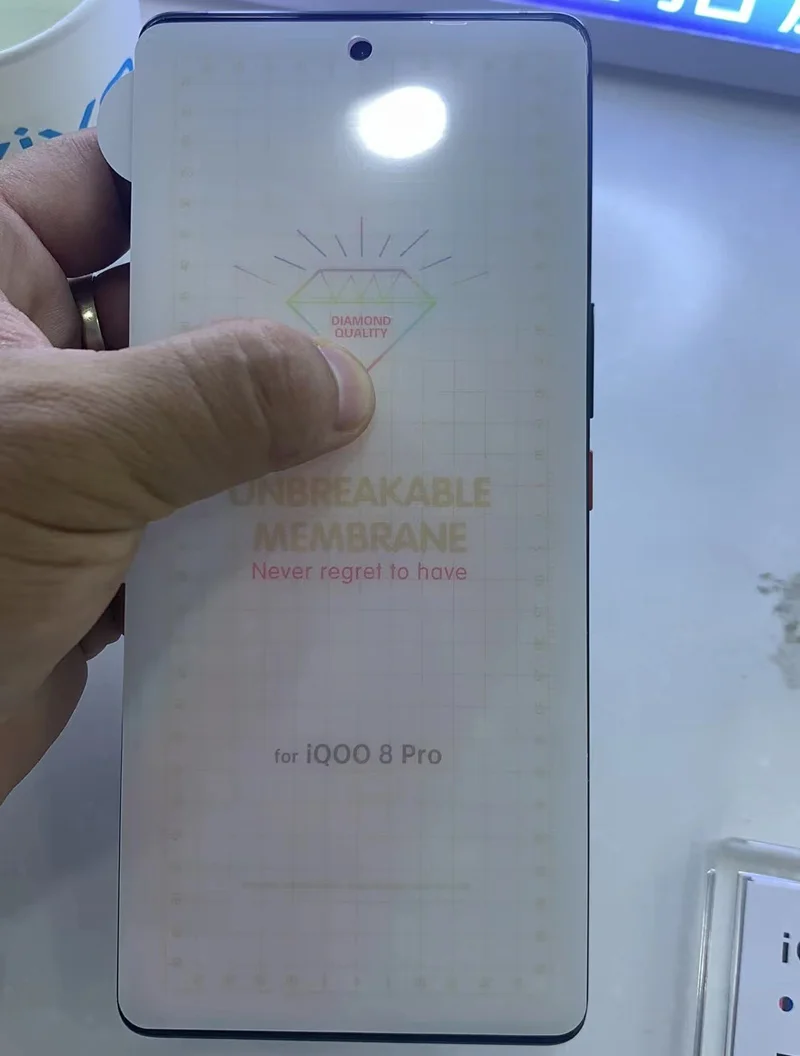 DIAMOND
QUALITY
UNBREAKABLE
MEMBRANE
Never regret to have
for iQOO 8 Pro